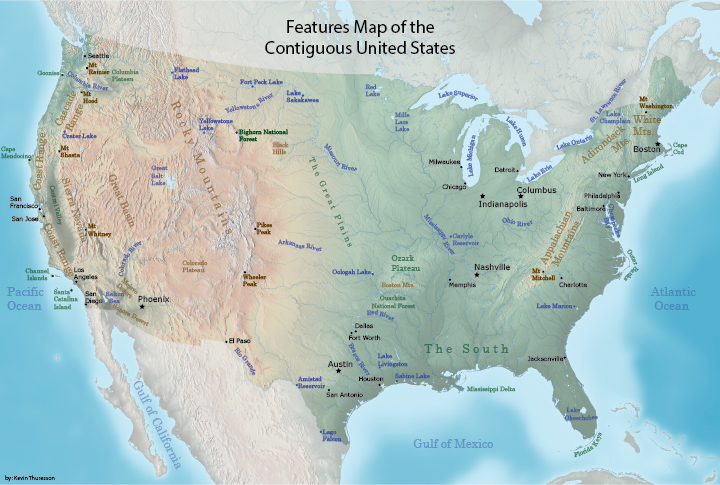 Features Map of the
Contiguous United States
Seattle
Mt
Rainier
Columbia
Plateau
Goonies
Columbia River
Mt
Hood
Cascade
Range
Flathead
Lake
Fort Peck Lake
Lake
Sakakawea
Red
Lake
Lake Superior
St. Lawrence River
Mt
Washington
Yellowstone River
Yellowstone
Lake
Bighorn National
Forest
Mille
Lacs
Lake
Lake Huron
Lake
Champlain
White
Mts.
Crater Lake
Rocky Mountains
Black
Hills
Lake Michigan
Lake Ontario
Adirondack
Mts.
Boston
Cape
Cod
Cape
Mendocino
Coast Range
Mt
Shasta
Missouri River
The Great Plains
Milwaukee
Detroit
Lake Erie
Long Island
Great
Salt
Lake
Great Basin
Chicago
New York
Columbus
Indianapolis
Philadelphia
Baltimore
San
Francisco
San Jose
Sierra Nevada
Mt
Whitney
Coast Range
Pikes
Peak
Arkansas River
Mississippi River
Carlyle
Reservoir
Ohio River
Appalachian
Mountains
Outer Banks
Colorado River
Colorado
Plateau
Ozark
Plateau
Channel
Islands
Los
Angeles
Wheeler
Peak
Oologah Lake
Boston Mts.
Nashville
Memphis
Mt
Mitchell
Charlotte
Pacific
Ocean
Santa
Catalina
Island
San
Diego
Salton
Sea
Phoenix
Ouachita
National Forest
Red River
Lake Marion
Atlantic
Ocean
Dallas
Fort Worth
El Paso
Rio Grande
Brazos River
Austin
Lake
Livingston
The South
Jacksonville
Amistad
Reservoir
Houston
Sabine Lake
San Antonio
Mississippi Delta
Gulf of California
Lake
Okeechobee
Lago
Falcon
Gulf of Mexico
Florida Keys
by: Kevin Thuresson